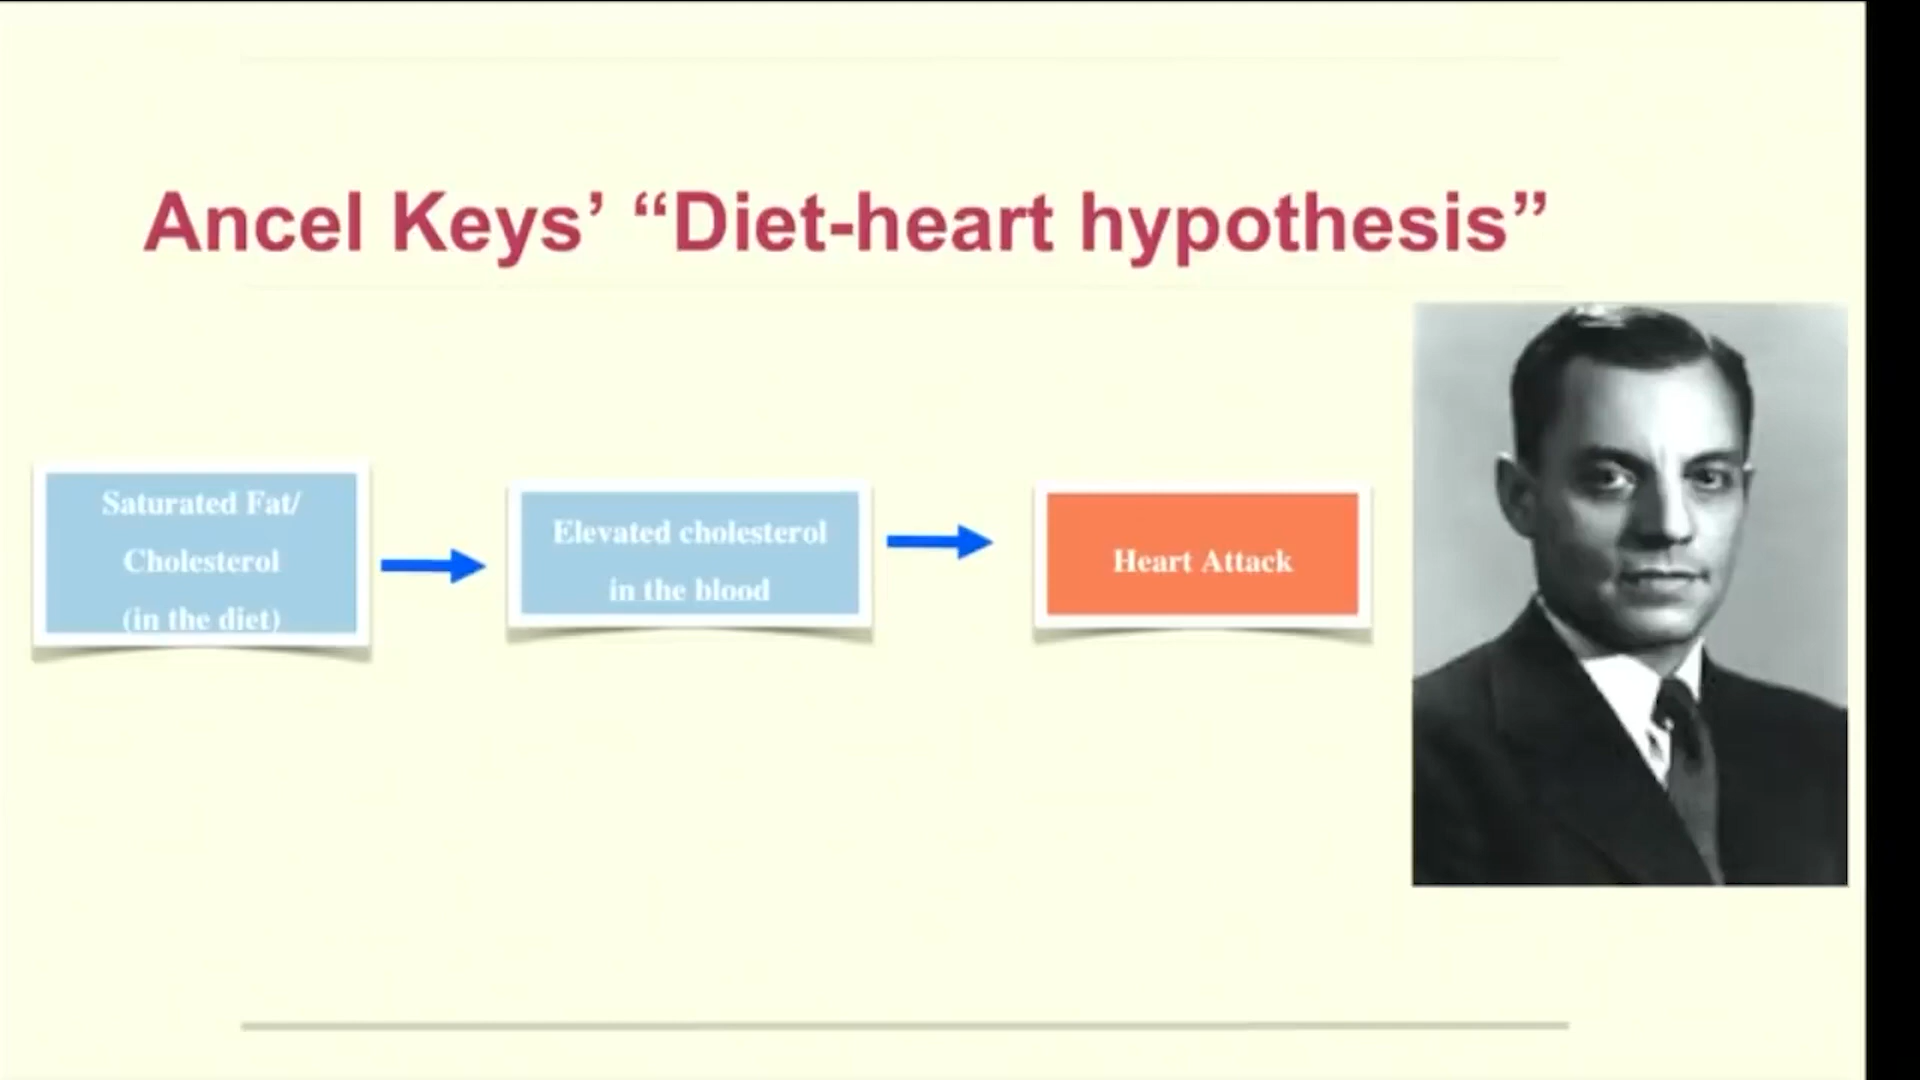 Ancel Keys’ “Diet-heart hypothesis”
Saturated Fat/
Cholesterol
(in the diet)
Elevated cholesterol
in the blood
Heart Attack